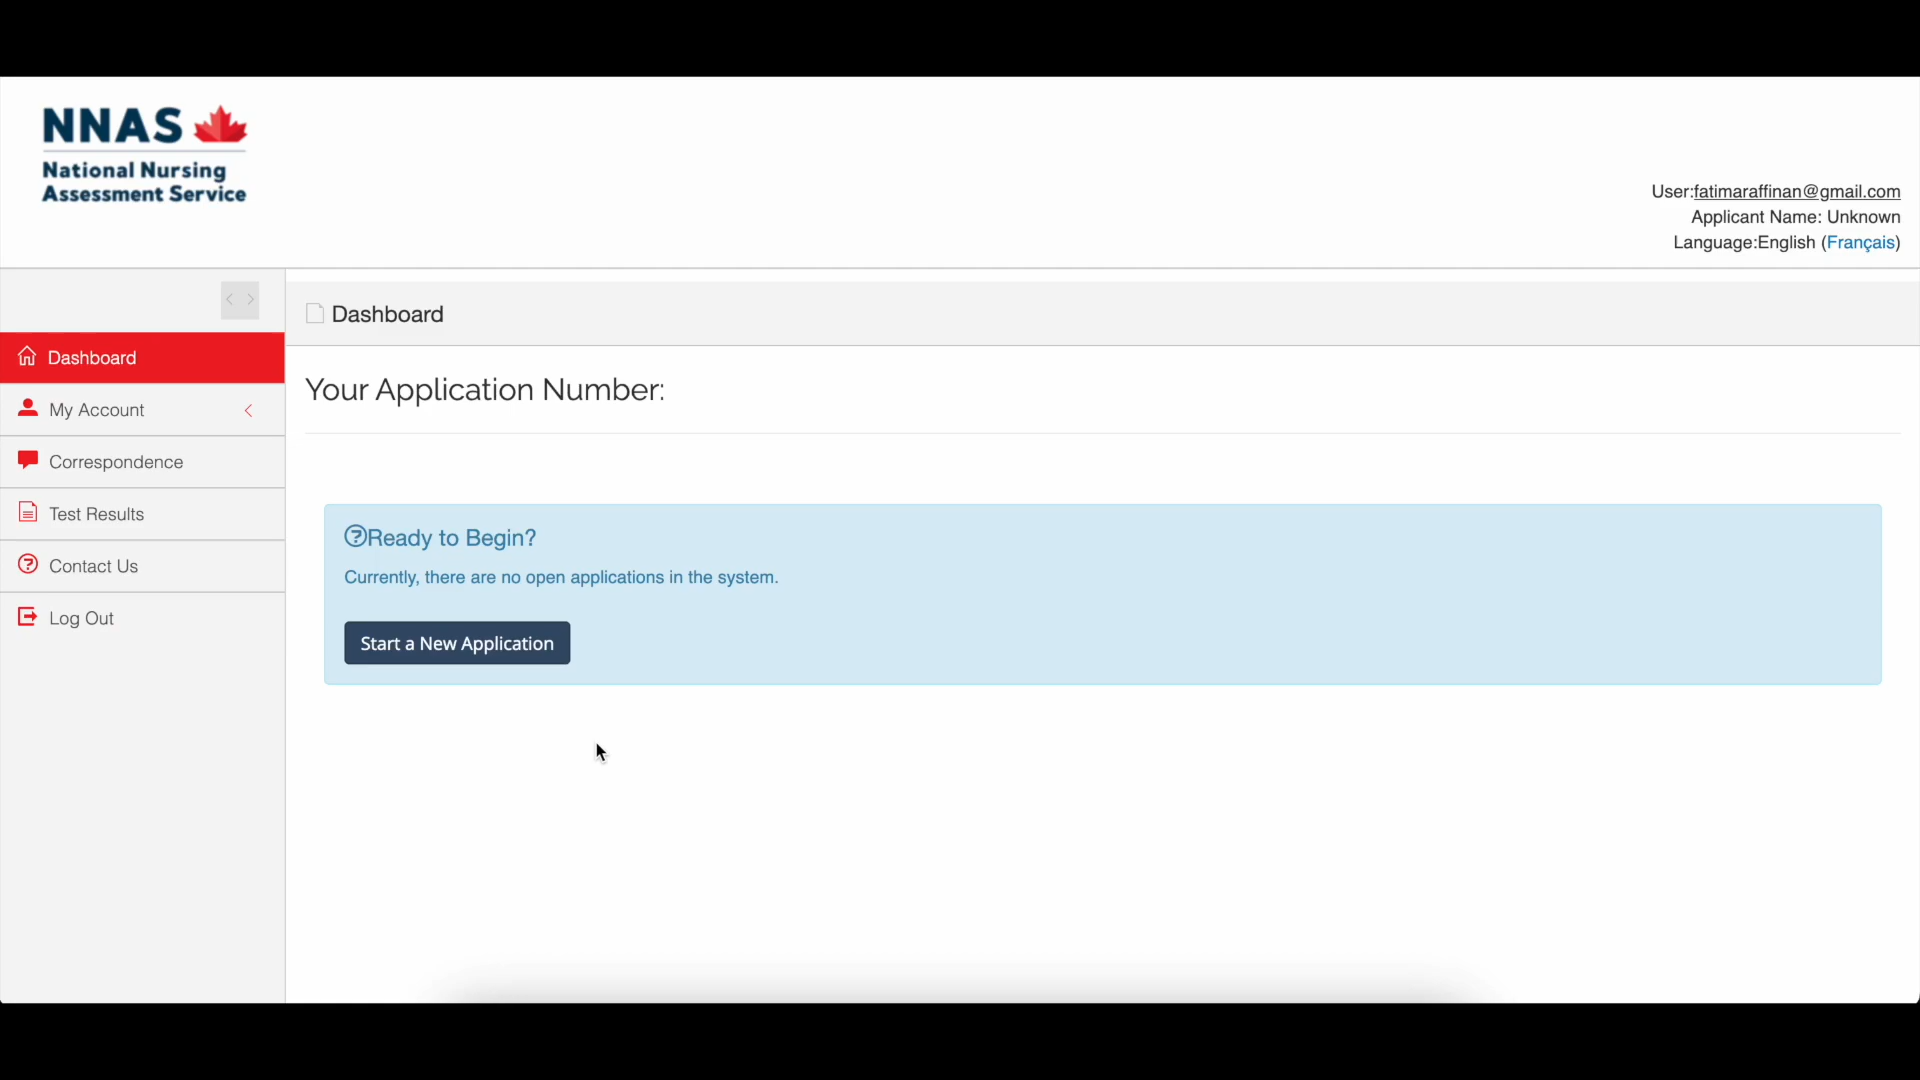 NNAS
National Nursing
Assessment Service
User:fatimaraffinan@gmail.com
Applicant Name: Unknown
Language:English (Français)
Dashboard
My Account
Correspondence
Test Results
Contact Us
Log Out
Dashboard
Your Application Number:
Ready to Begin?
Currently, there are no open applications in the system.
Start a New Application